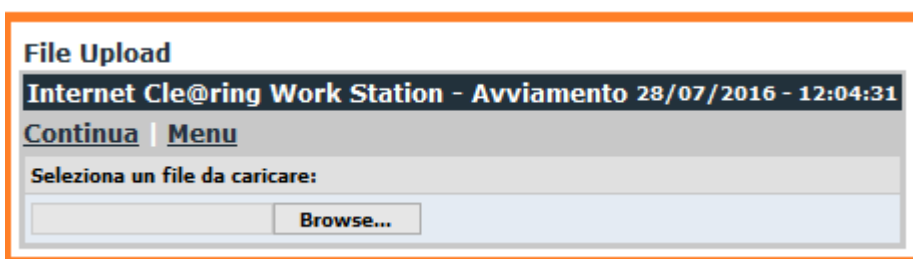 File Upload
Internet Cle@ring Work Station - Avviamento 28/07/2016 - 12:04:31
Continua | Menu
Seleziona un file da caricare:
Browse...